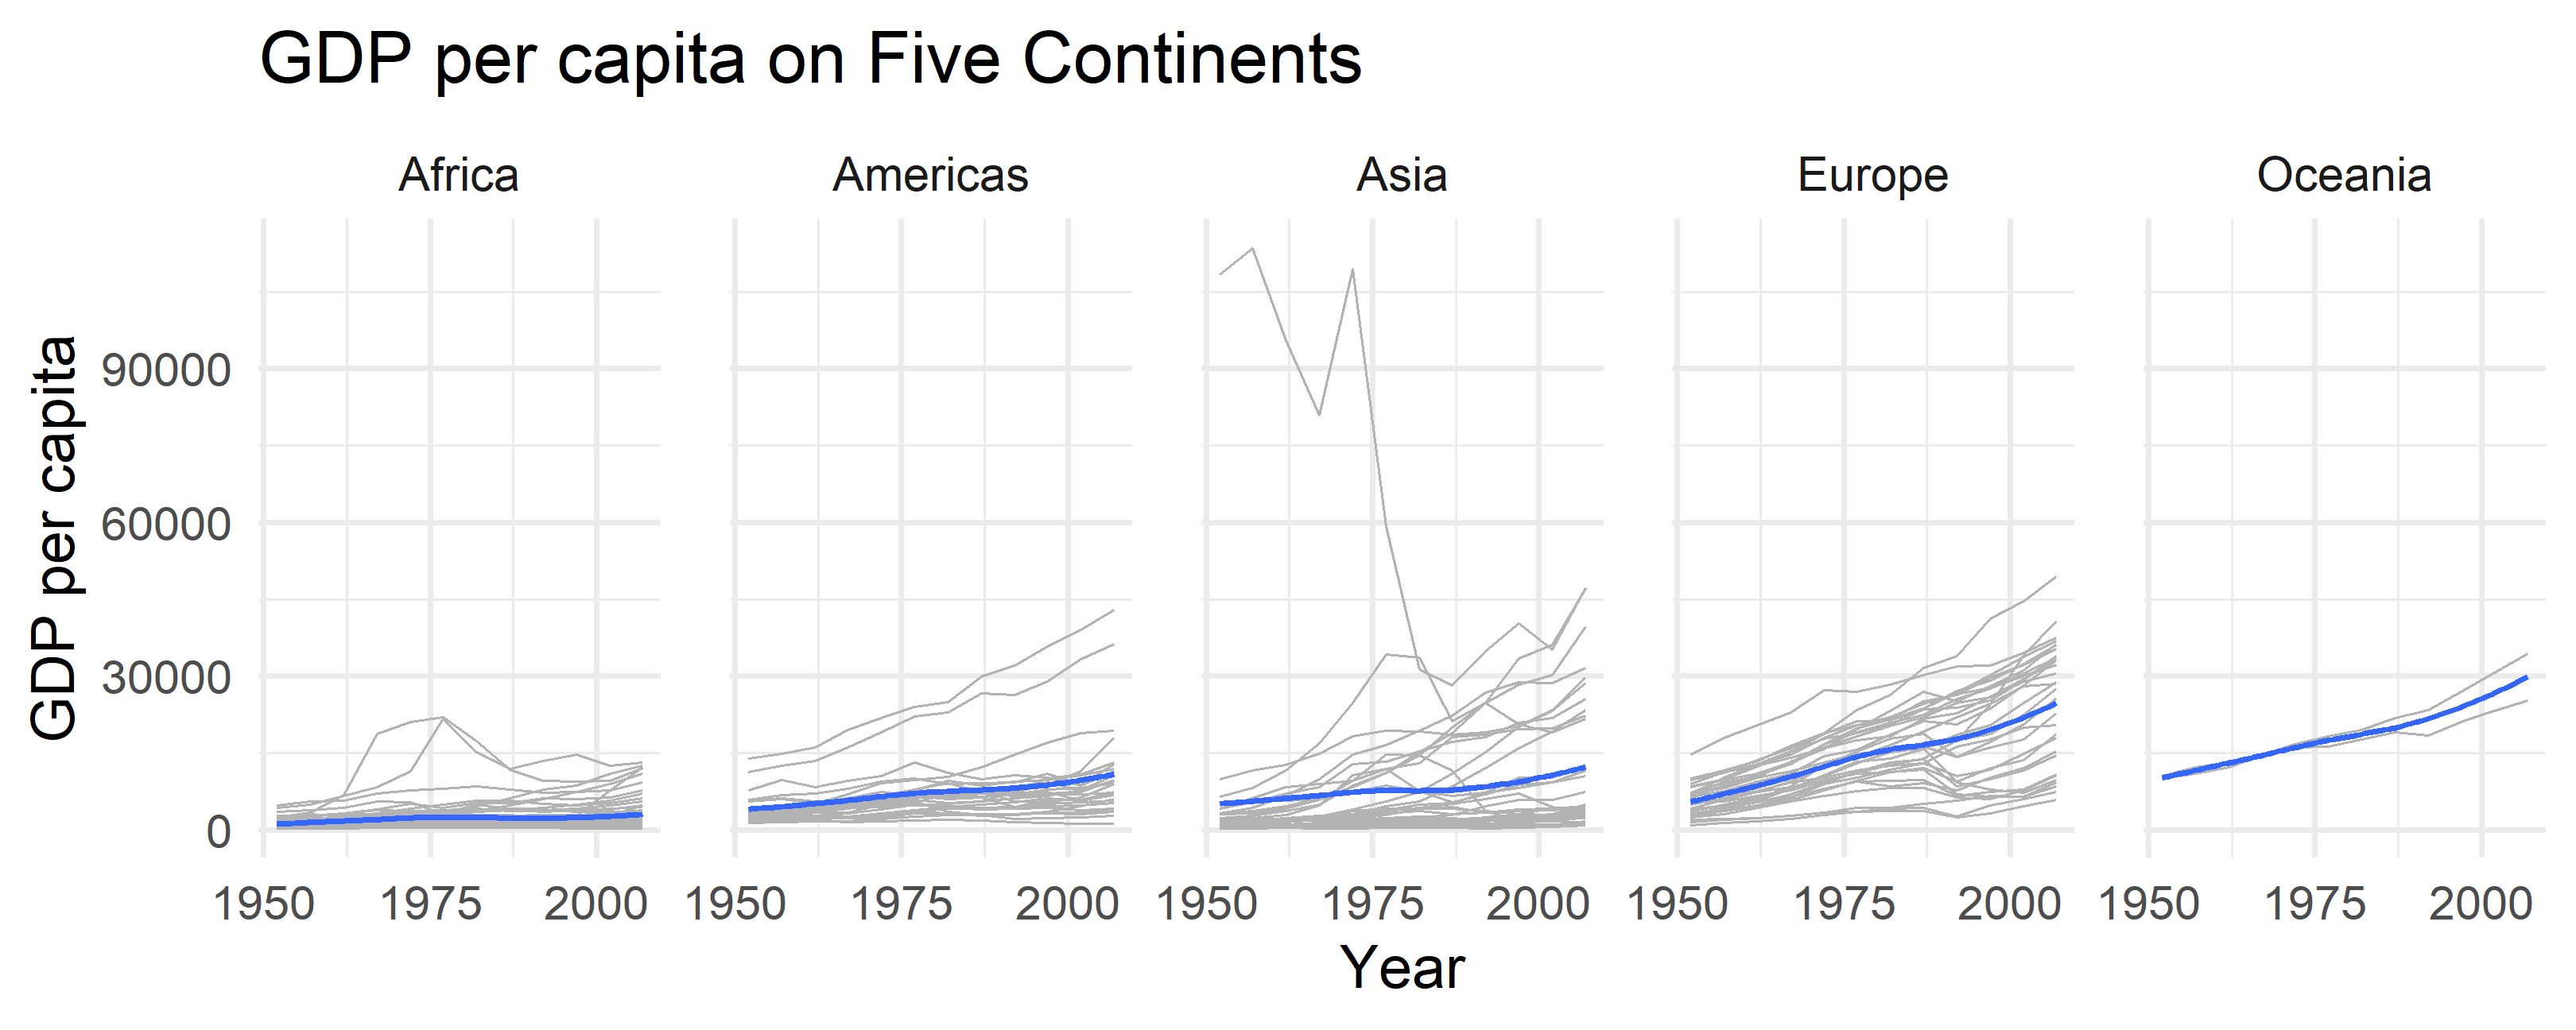 GDP per capita on Five Continents
Africa Americas Asia Europe Oceania
GDP per capita
90000
60000
30000
0
1950 1975 2000 1950 1975 2000 1950 1975 2000 1950 1975 2000 1950 1975 2000
Year